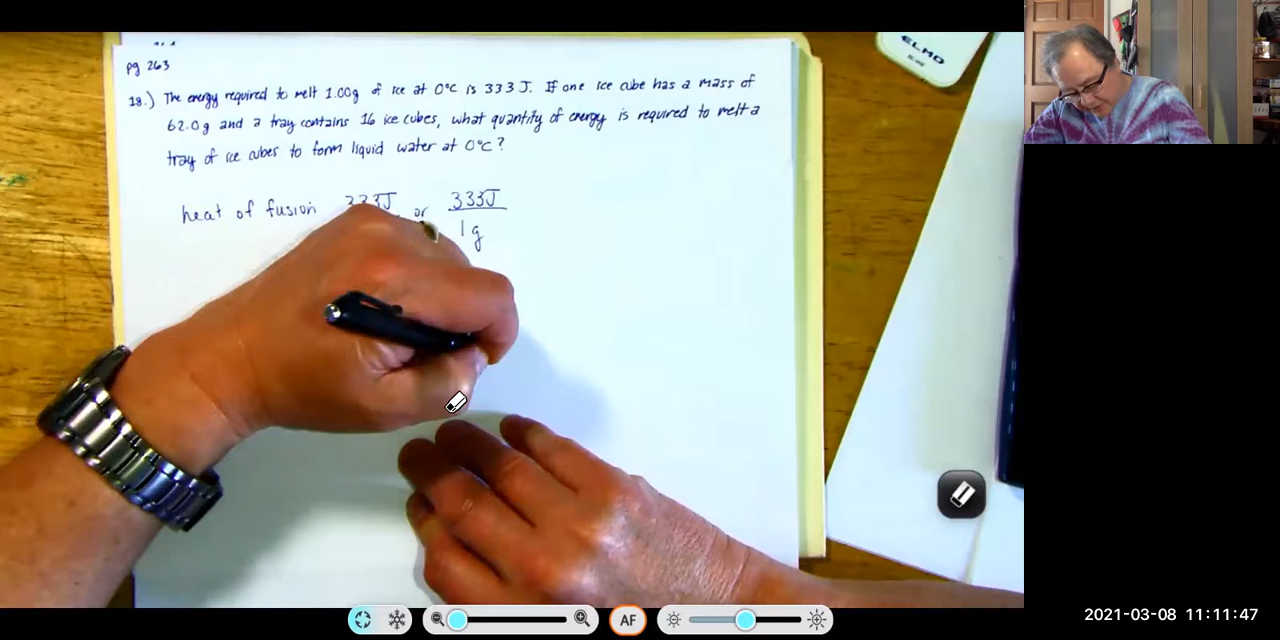 pg 263
18.) The energy required to melt 1.00g of ice at 0°C is 333 J. If one ice cube has a mass of
62.0g and a tray contains 16 ice cubes, what quantity of energy is required to melt a
tray of ice cubes to form liquid water at 0°C?
heat of fusion 333J or 333J
1g
ELMO
AF
2021-03-08 11:11:47